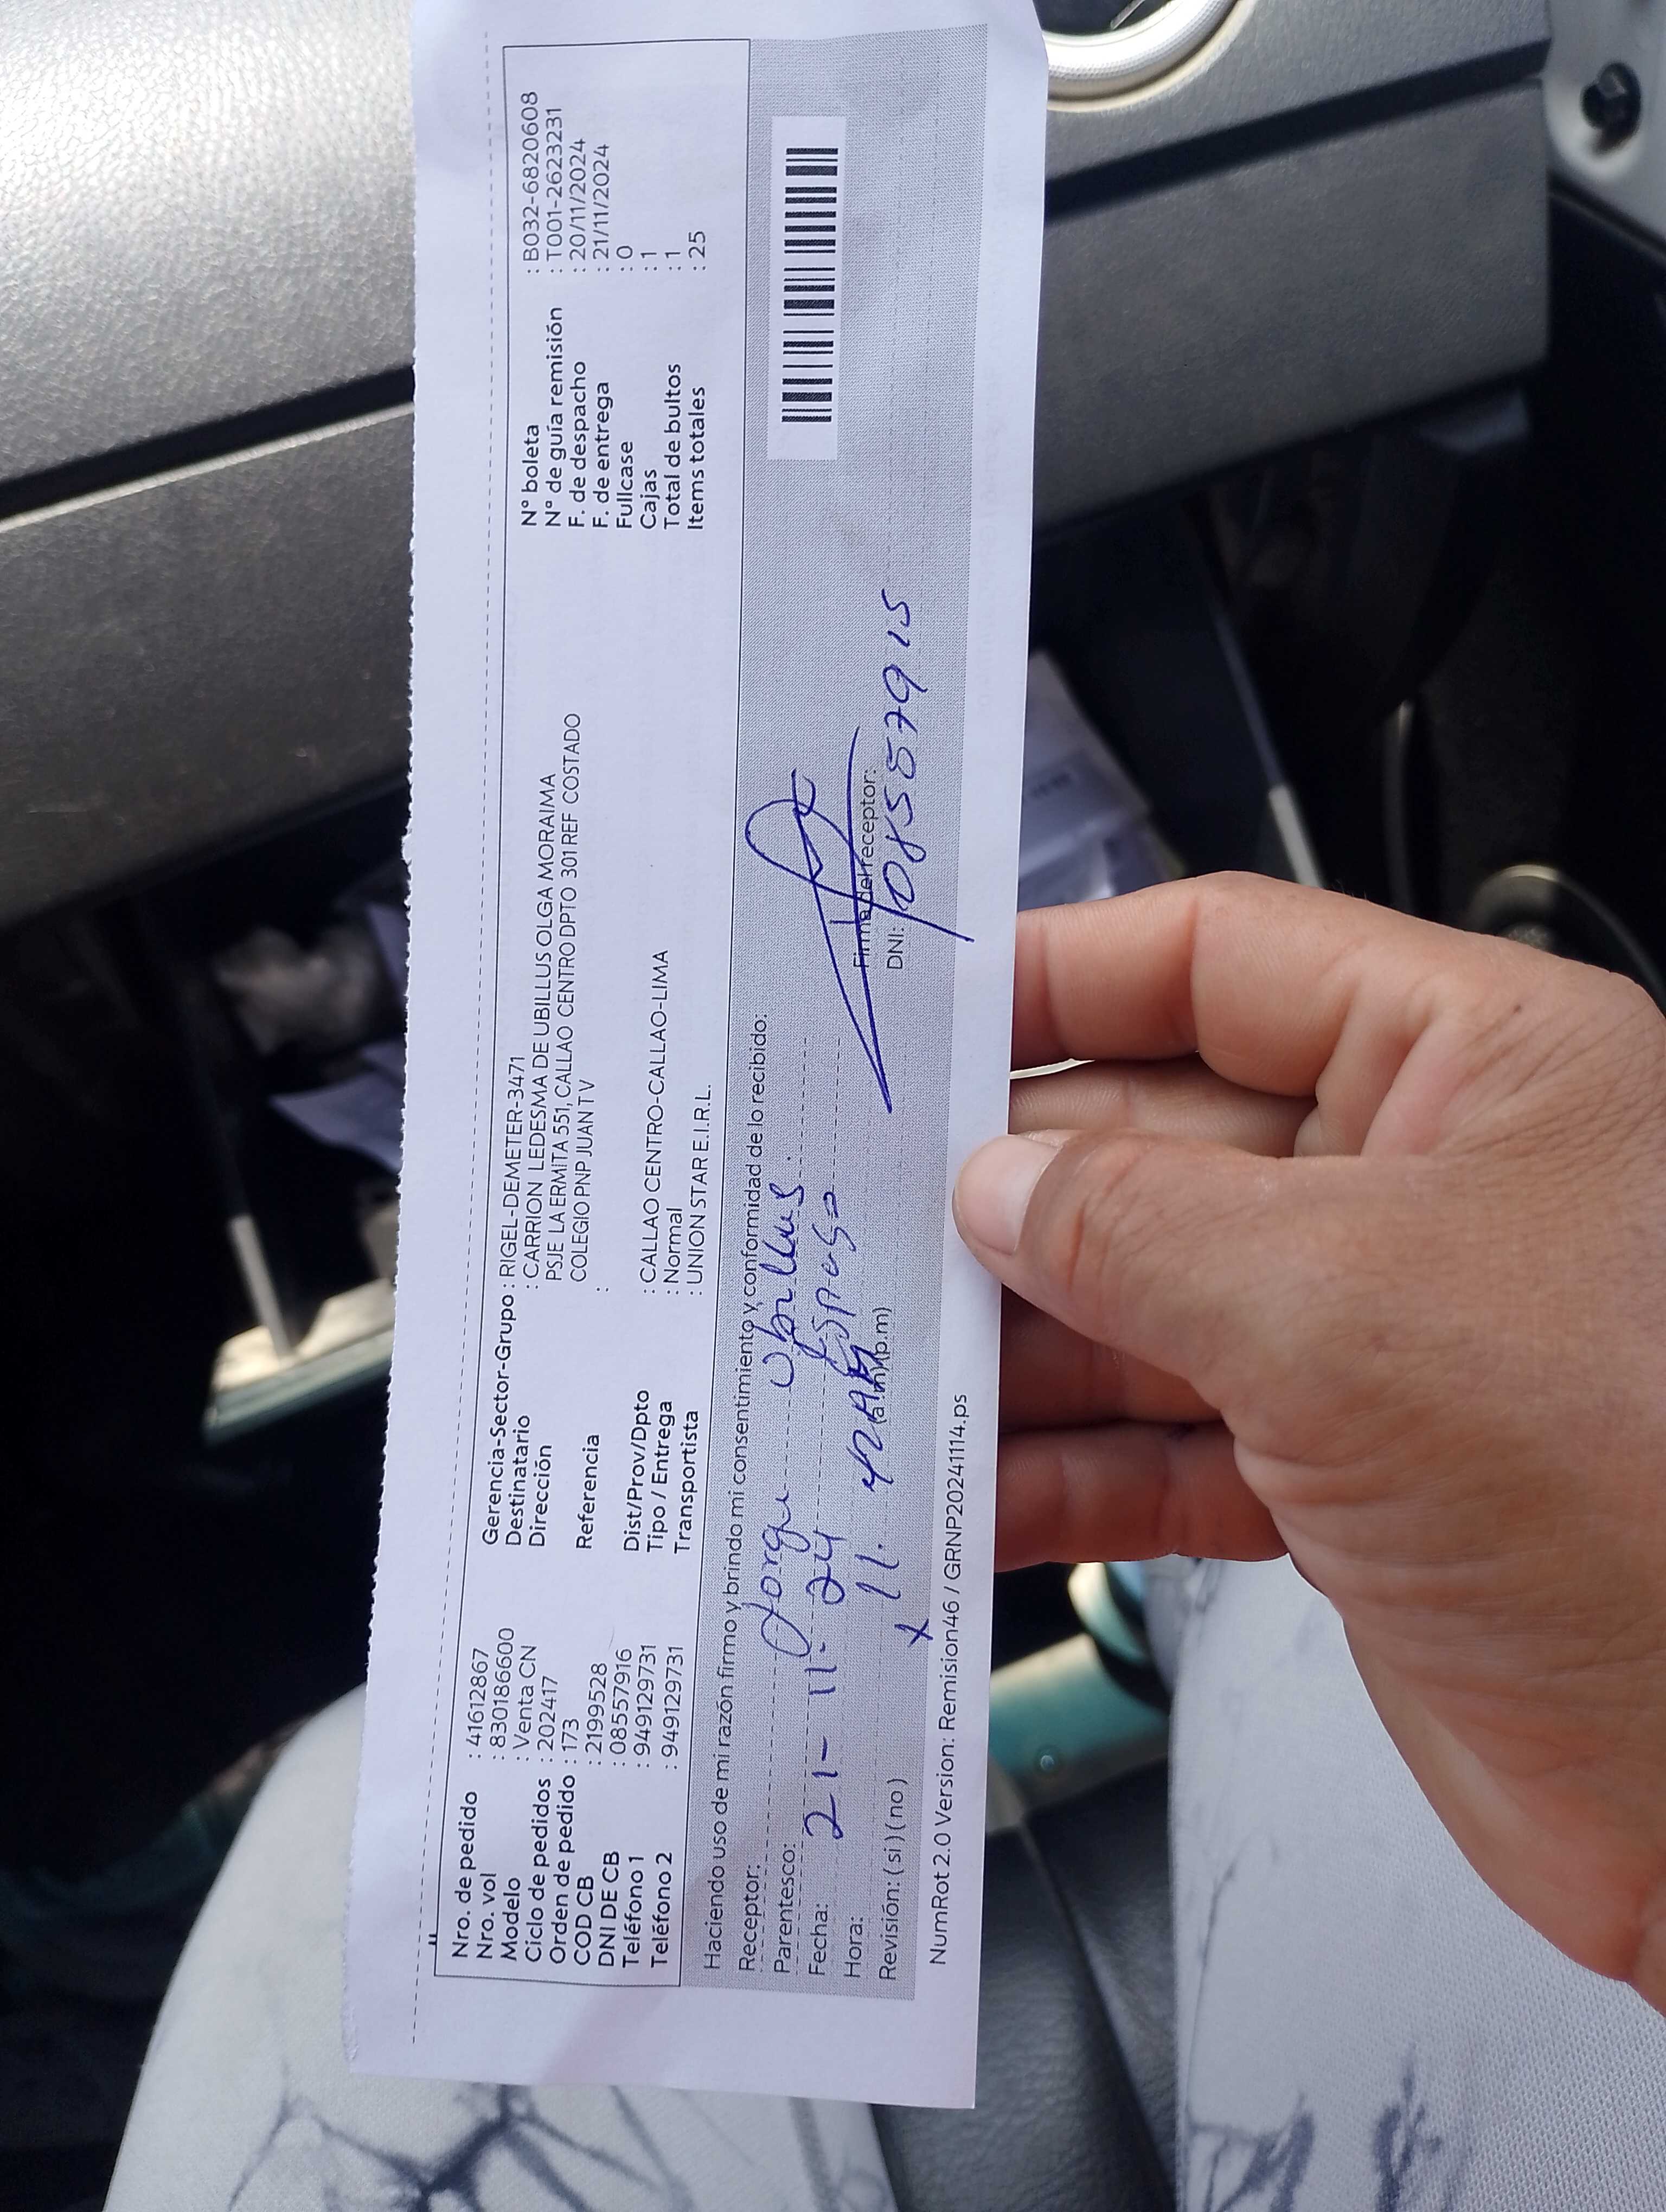 Nro. de pedido : 41612867
Nro. vol : 830186600
Modelo : Venta CN
Ciclo de pedidos : 202417
Orden de pedido : 173
COD CB : 2199528
DNI DE CB : 08557916
Teléfono 1 : 949129731
Teléfono 2 : 949129731
Gerencia-Sector-Grupo : RIGEL-DEMETER-3471
Destinatario : CARRION LEDESMA DE UBILLUS OLGA MORAIMA
Dirección PSJE LA ERMITA 551, CALLAO CENTRO DPTO 301 REF COSTADO
COLEGIO PNP JUAN TV
Referencia :
Dist/Prov/Dpto : CALLAO CENTRO-CALLAO-LIMA
Tipo / Entrega : Normal
Transportista : UNION STAR E.I.R.L.
N° boleta : B032-6820608
N° de guía remisión : T001-2623231
F. de despacho : 20/11/2024
F. de entrega : 21/11/2024
Fullcase : 0
Cajas : 1
Total de bultos : 1
Items totales : 25
Haciendo uso de mi razón firmo y brindo mi consentimiento y conformidad de lo recibido:
Receptor: Jorge Ubillus
Parentesco: Esposo
Fecha: 21-11-24
Hora: 11. 42 AM (a.m) (p.m)
Revisión: (si) (no) x
Firma del receptor:
DNI: 08557915
NumRot 2.0 Version: Remision46 / GRNP20241114.ps